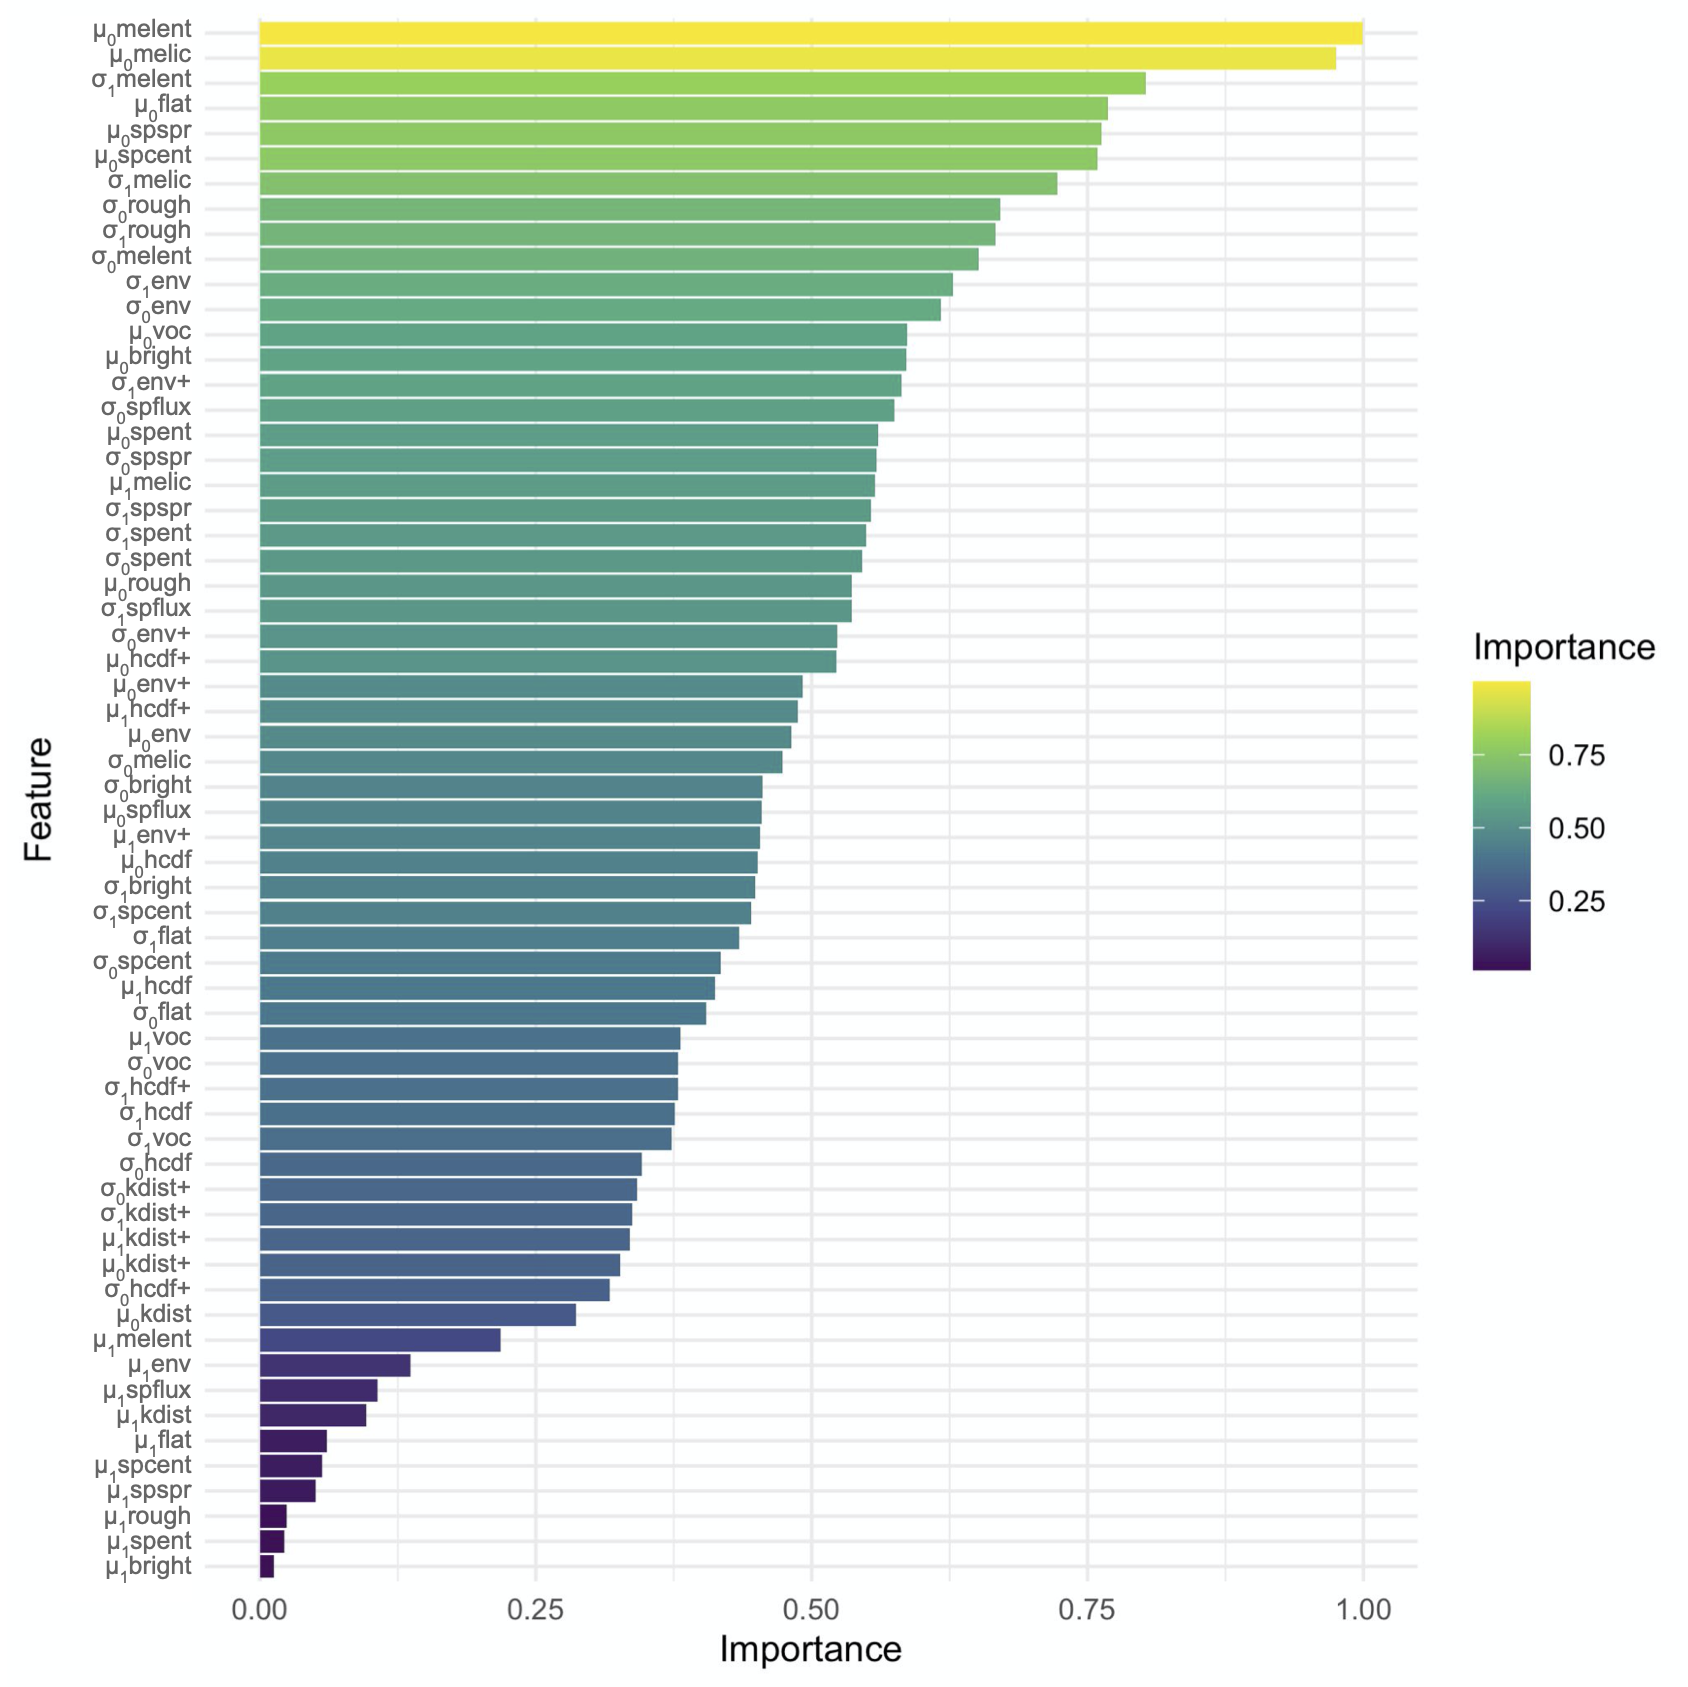 μ₀melent
μ₀melic
σ₁melent
μ₀flat
μ₀spspr
μ₀spcent
σ₁melic
σ₀rough
σ₁rough
σ₀melent
σ₁env
σ₀env
μ₀voc
μ₀bright
σ₁env+
σ₀spflux
μ₀spent
σ₀spspr
μ₁melic
σ₁spspr
σ₁spent
σ₀spent
μ₀rough
σ₁spflux
σ₀env+
μ₀hcdf+
μ₀env+
μ₁hcdf+
μ₀env
σ₀melic
σ₀bright
μ₀spflux
μ₁env+
μ₀hcdf
σ₁bright
σ₁spcent
σ₁flat
σ₀spcent
μ₁hcdf
σ₀flat
μ₁voc
σ₀voc
σ₁hcdf+
σ₁hcdf
σ₁voc
σ₀hcdf
σ₀kdist+
σ₁kdist+
μ₁kdist+
μ₀kdist+
σ₀hcdf+
μ₀kdist
μ₁melent
μ₁env
μ₁spflux
μ₁kdist
μ₁flat
μ₁spcent
μ₁spspr
μ₁rough
μ₁spent
μ₁bright
Feature
0.00 0.25 0.50 0.75 1.00
Importance
Importance
0.75
0.50
0.25